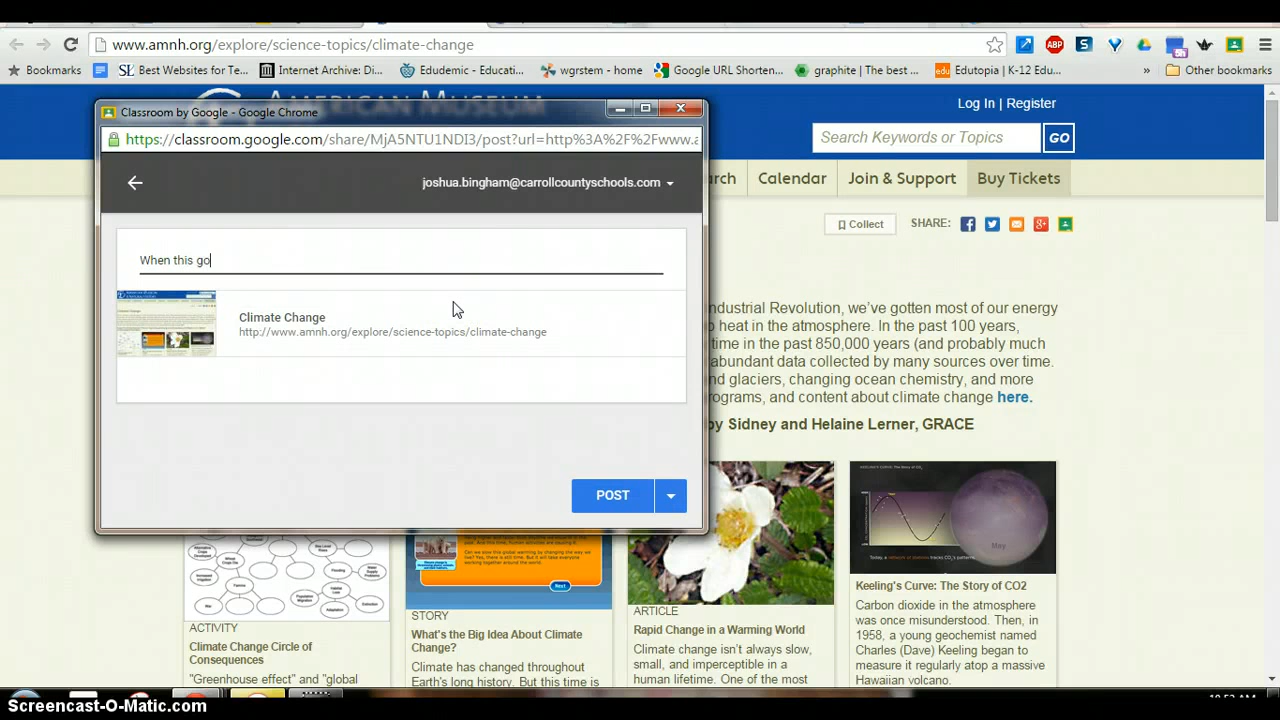 www.amnh.org/explore/science-topics/climate-change
ABP
S
5h
Bookmarks
SL Best Websites for Te...
Internet Archive: Di...
Edudemic - Educati...
wgrstem - home
Google URL Shorten...
graphite | The best ...
edu Edutopia | K-12 Edu...
» Other bookmarks
AMERICAN MUSEUM
Log In | Register
Search Keywords or Topics GO
Calendar Join & Support Buy Tickets
Collect SHARE:
Classroom by Google - Google Chrome
https://classroom.google.com/share/MjA5NTU1NDI3/post?url=http%3A%2F%2Fwww.a
joshua.bingham@carrollcountyschools.com
When this go
Climate Change
http://www.amnh.org/explore/science-topics/climate-change
POST
ndustrial Revolution, we've gotten most of our energy
o heat in the atmosphere. In the past 100 years,
time in the past 850,000 years (and probably much
abundant data collected by many sources over time.
nd glaciers, changing ocean chemistry, and more
rograms, and content about climate change here.
by Sidney and Helaine Lerner, GRACE
ACTIVITY
Climate Change Circle of
Consequences
"Greenhouse effect" and "global
Next
STORY
What's the Big Idea About Climate
Change?
Climate has changed throughout
Earth's long history. But this time is
ARTICLE
Rapid Change in a Warming World
Climate change isn't always slow,
small, and imperceptible in a
human lifetime. One of the most
May
Keeling's Curve: The Story of CO2
Carbon dioxide in the atmosphere
was once misunderstood. Then, in
1958, a young geochemist named
Charles (Dave) Keeling began to
measure it regularly atop a massive
Hawaiian volcano.
Screencast-O-Matic.com